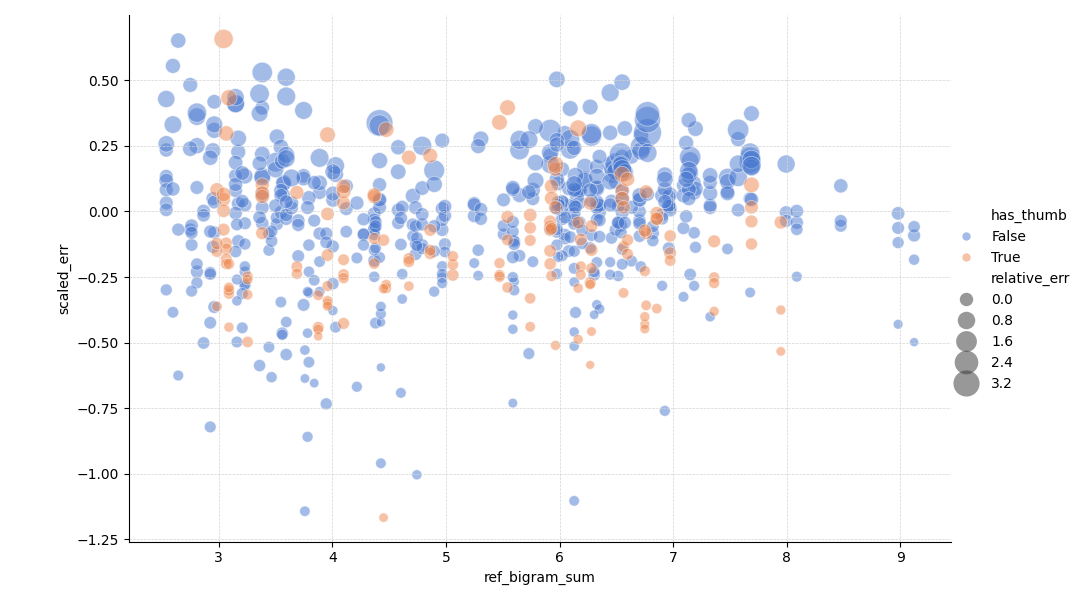 0.50
0.25
0.00
−0.25
−0.50
−0.75
−1.00
−1.25
scaled_err
3 4 5 6 7 8 9
ref_bigram_sum
has_thumb
False
True
relative_err
0.0
0.8
1.6
2.4
3.2